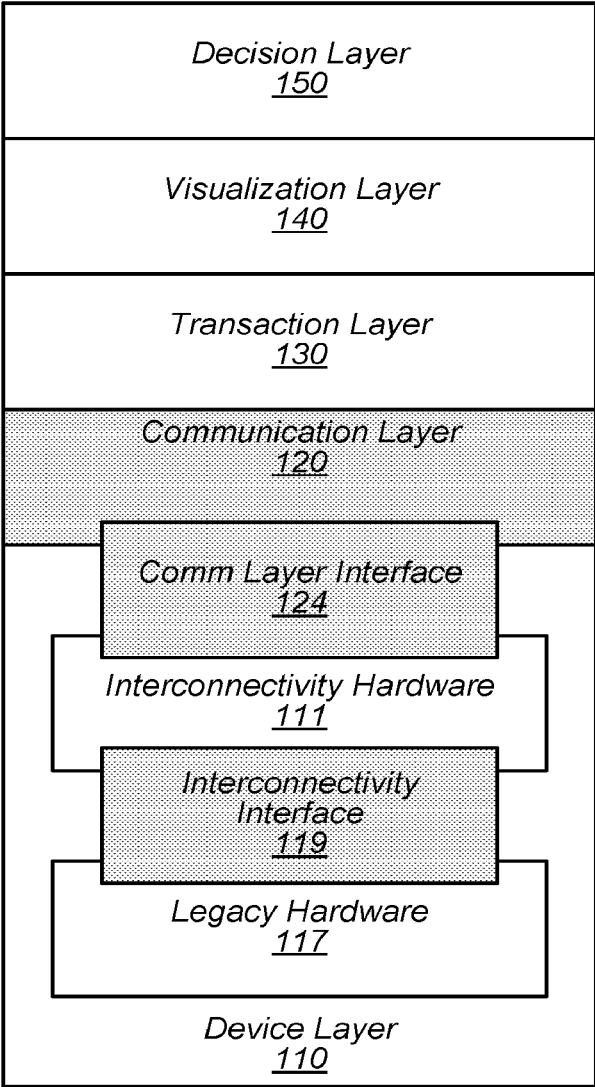 Decision Layer
150
Visualization Layer
140
Transaction Layer
130
Communication Layer
120
Comm Layer Interface
124
Interconnectivity Hardware
111
Interconnectivity
Interface
119
Legacy Hardware
117
Device Layer
110